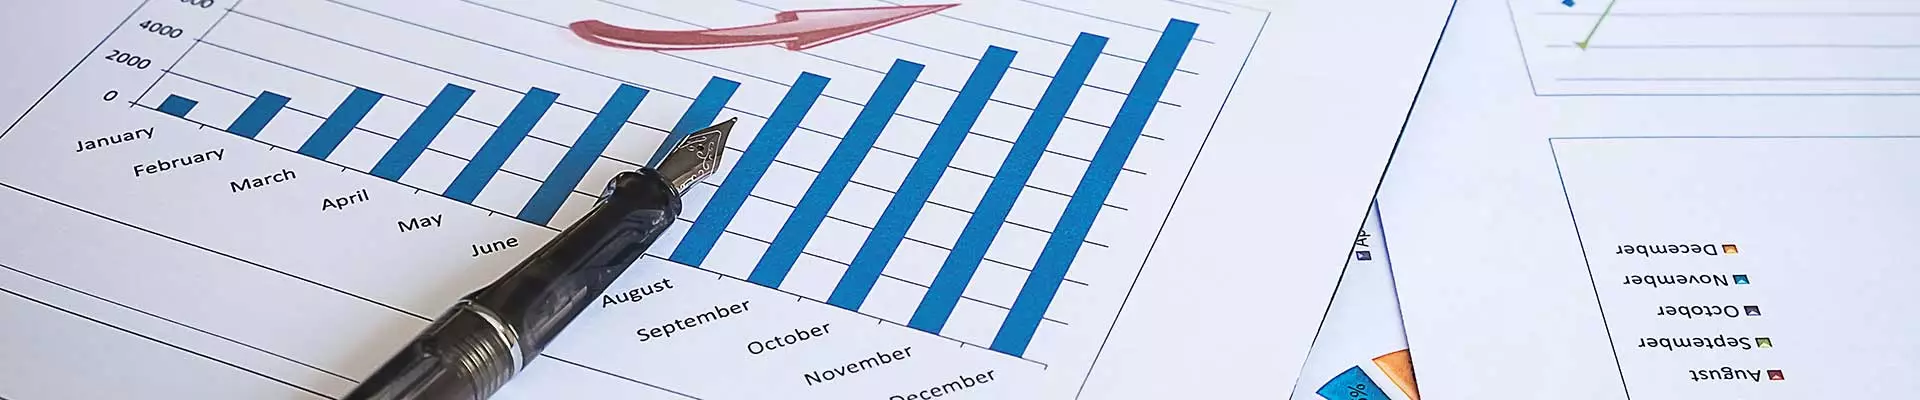 4000
2000
0
January
February
March
April
May
June
August
September
October
November
December
December
November
October
September
August